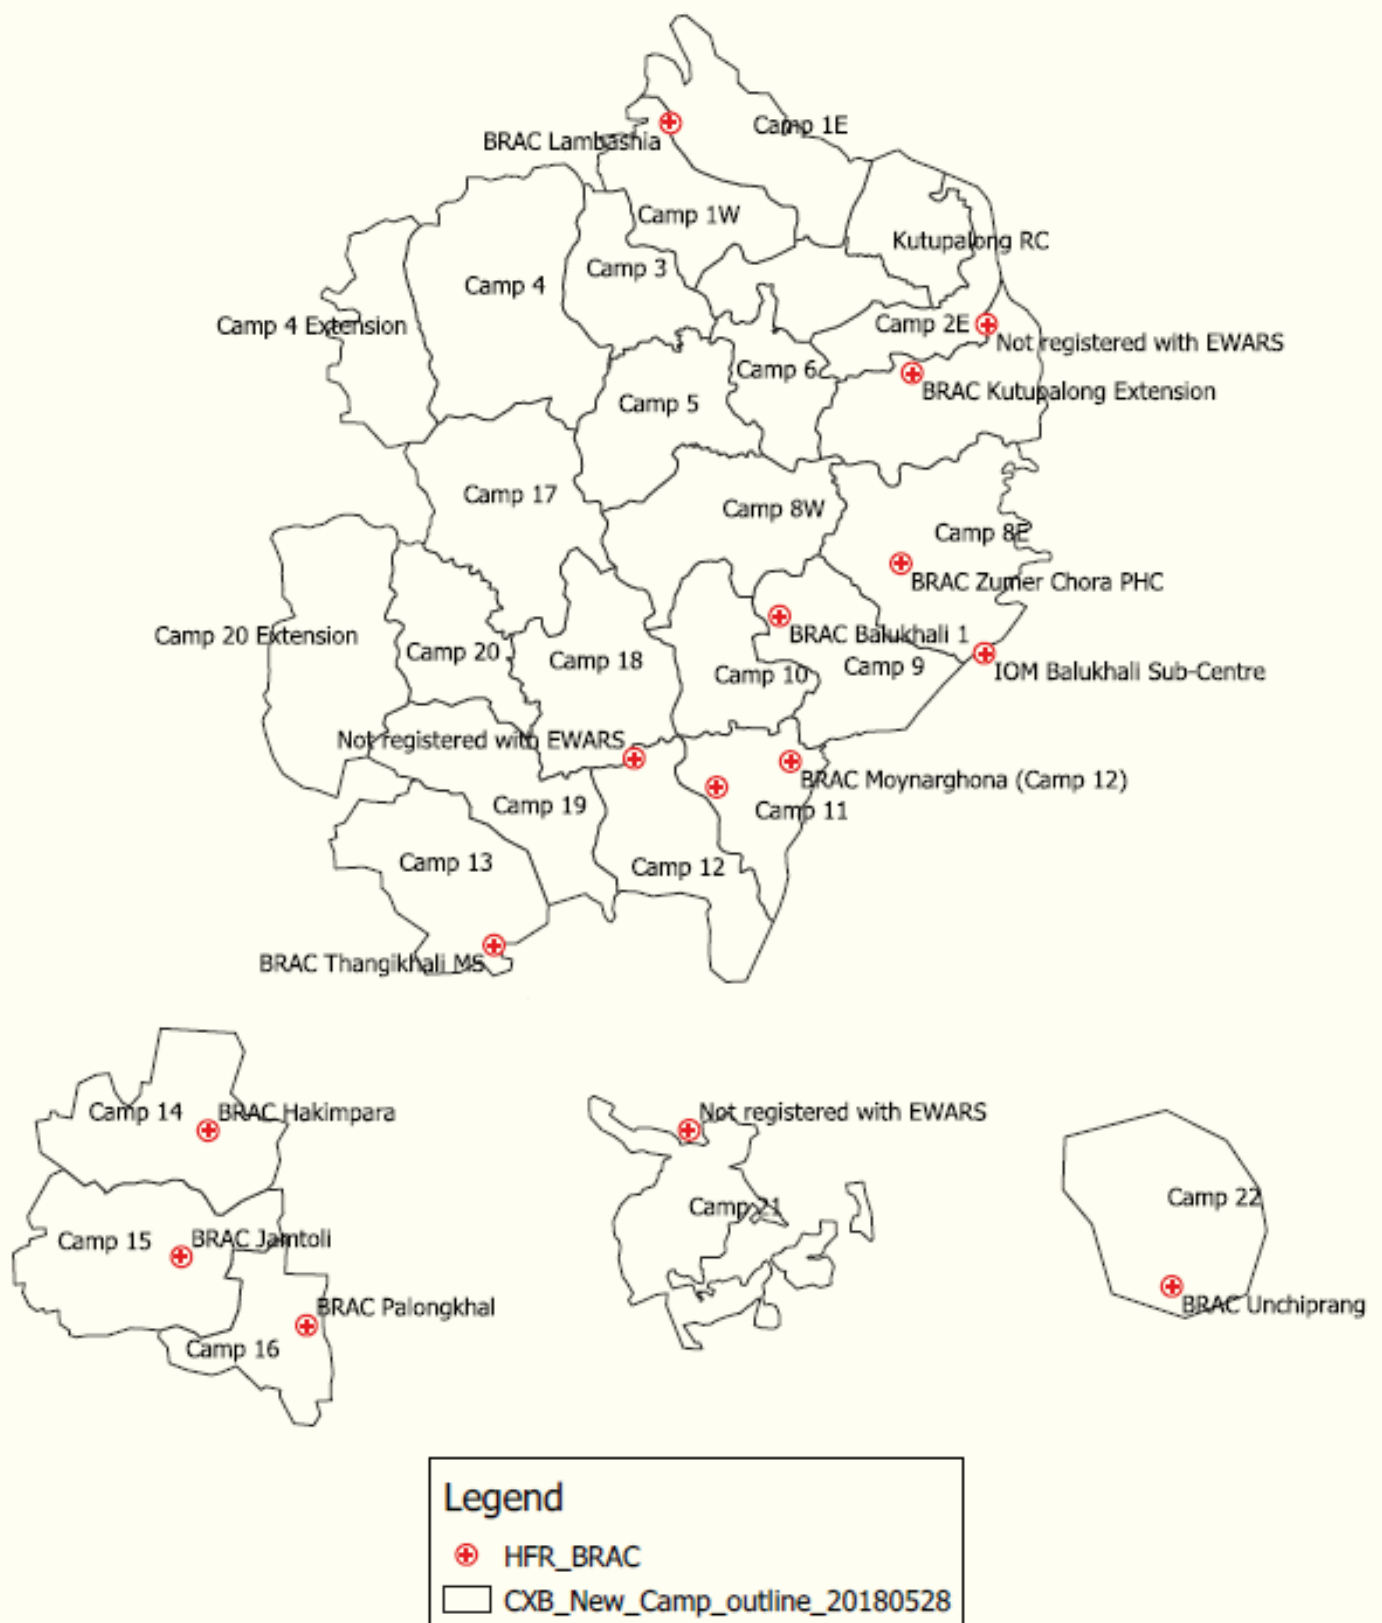 Camp 1E
BRAC Lambashia
Camp 1W
Kutupalong RC
Camp 3
Camp 4
Camp 4 Extension
Camp 2E
Not registered with EWARS
Camp 6
BRAC Kutupalong Extension
Camp 5
Camp 17
Camp 8W
Camp 8E
BRAC Zumer Chora PHC
BRAC Balukhali 1
Camp 20 Extension
Camp 20
Camp 18
Camp 10
Camp 9
IOM Balukhali Sub-Centre
Not registered with EWARS
BRAC Moynarghona (Camp 12)
Camp 19
Camp 11
Camp 13
Camp 12
BRAC Thangikhali MS
Camp 14
BRAC Hakimpara
Not registered with EWARS
Camp 22
Camp 21
Camp 15
BRAC Jamtoli
BRAC Unchiprang
BRAC Palongkhal
Camp 16
Legend
HFR_BRAC
CXB_New_Camp_outline_20180528